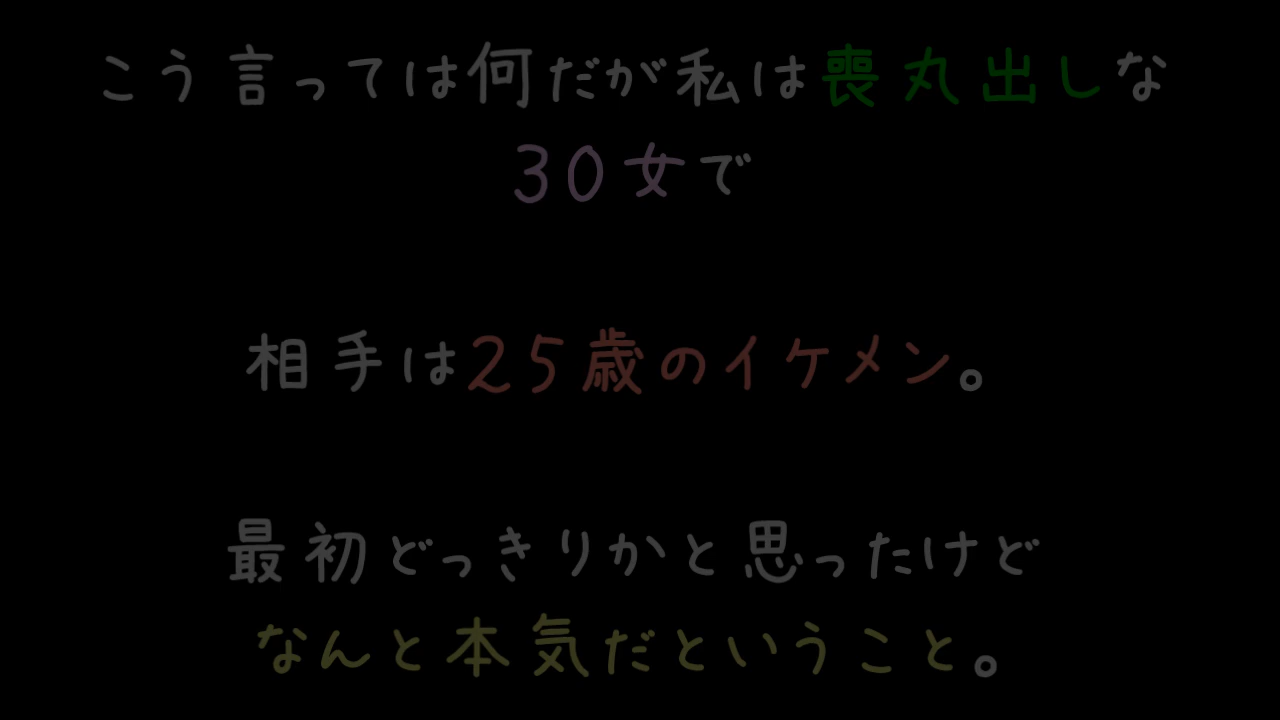 こう言っては何だが私は喪丸出しな
30女で
相手は25歳のイケメン。
最初どっきりかと思ったけど
なんと本気だということ。